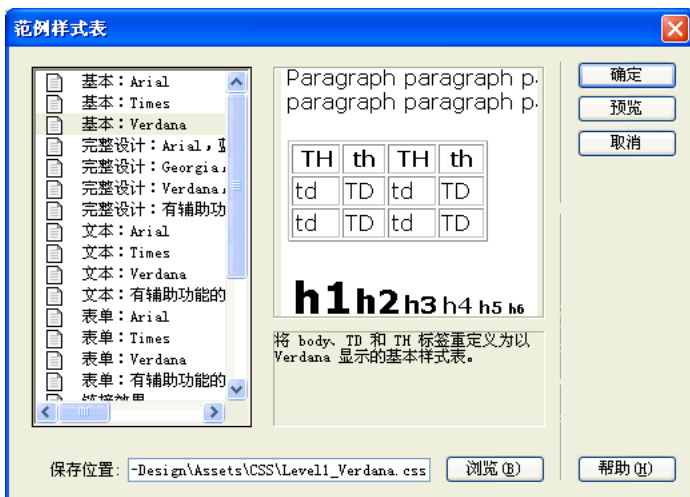 范例样式表
基本：Arial
基本：Times
基本：Verdana
完整设计：Arial，
完整设计：Georgia，
完整设计：Verdana，
完整设计：有辅助功
文本：Arial
文本：Times
文本：Verdana
文本：有辅助功能的
表单：Arial
表单：Times
表单：Verdana
表单：有辅助功能的
链接效果
Paragraph paragraph p
paragraph paragraph p
TH th TH th
td TD td TD
td TD td TD
h1 h2 h3 h4 h5 h6
将 body、TD 和 TH 标签重定义为以
Verdana 显示的基本样式表。
确定
预览
取消
保存位置: -Design\Assets\CSS\Level1_Verdana.css 浏览(B) 帮助(H)